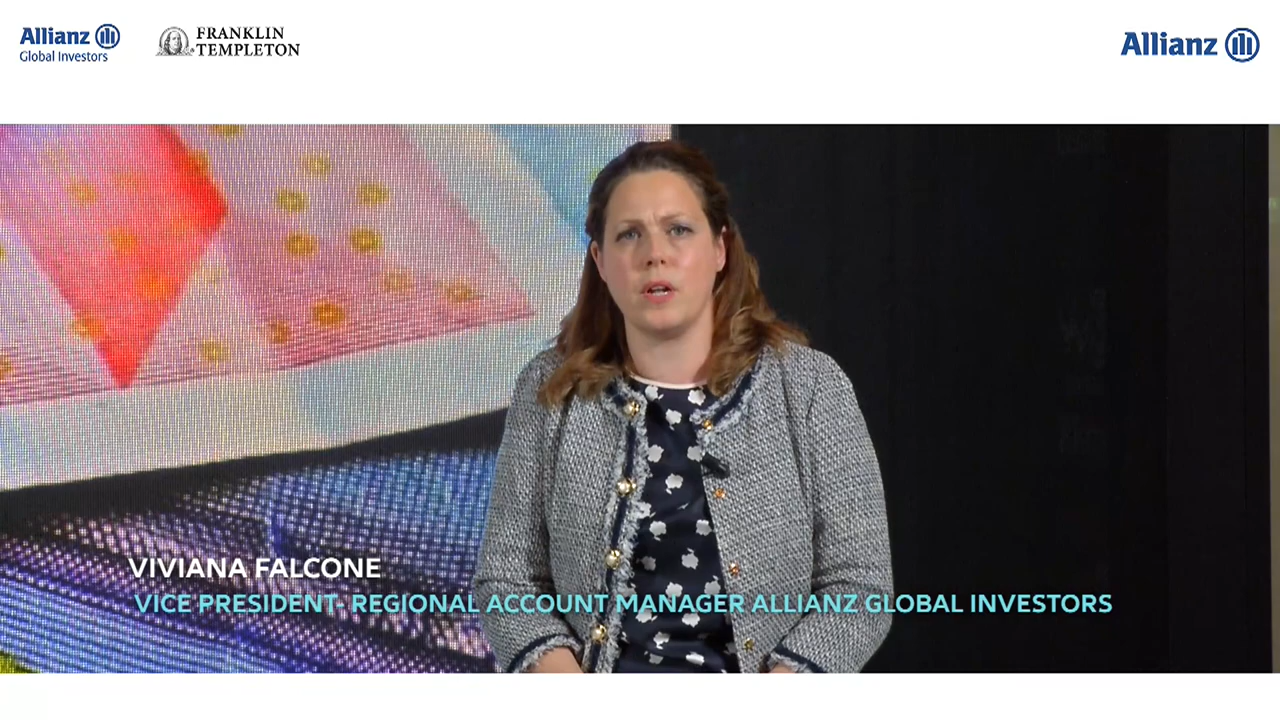 Allianz
Global Investors
FRANKLIN
TEMPLETON
Allianz
VIVIANA FALCONE
VICE PRESIDENT- REGIONAL ACCOUNT MANAGER ALLIANZ GLOBAL INVESTORS